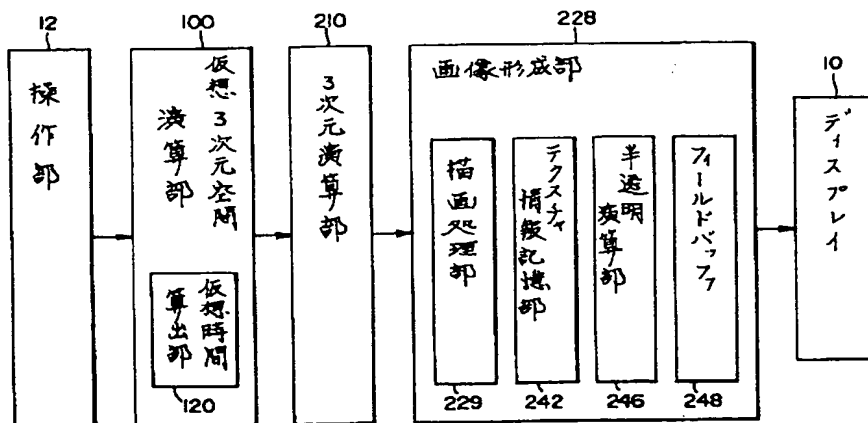 12
操作部
100
仮想3次元空間
演算部
仮想時間
算出部
120
210
3次元演算部
228
画像形成部
描画処理部
229
テクスチャ
情報記憶部
242
半透明
演算部
246
フィールドバッファ
248
10
ディスプレイ